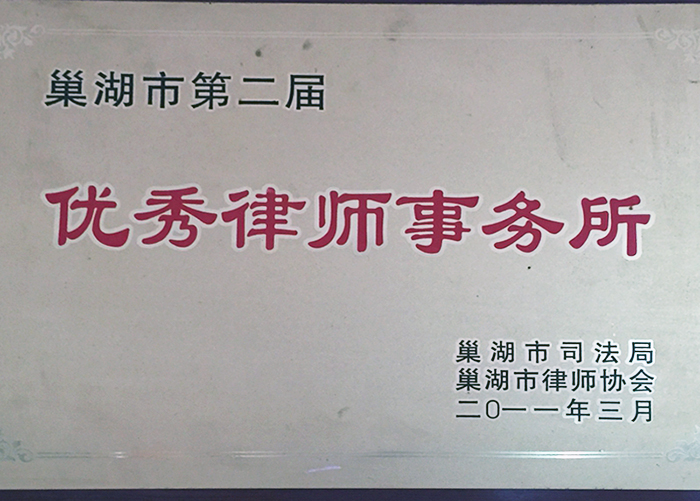 巢湖市第二届
优秀律师事务所
巢湖市司法局
巢湖市律师协会
二〇一一年三月